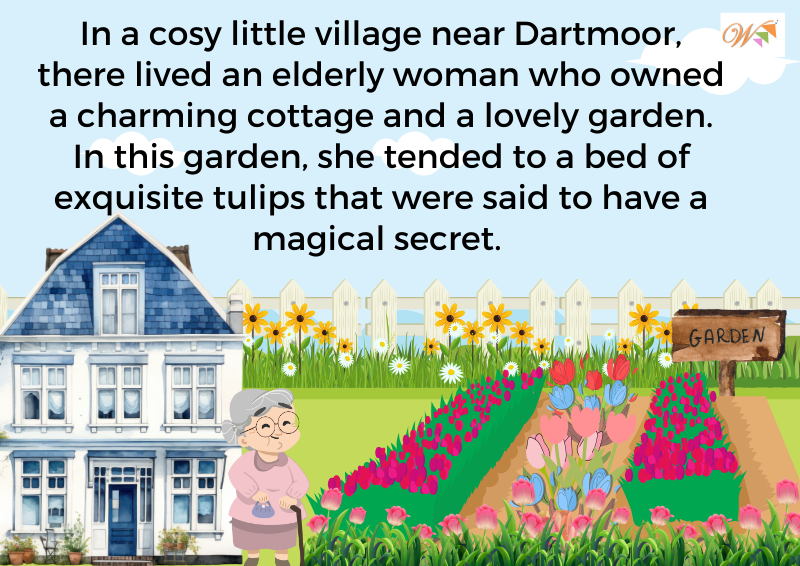 In a cosy little village near Dartmoor,
there lived an elderly woman who owned
a charming cottage and a lovely garden.
In this garden, she tended to a bed of
exquisite tulips that were said to have a
magical secret.
W
GARDEN